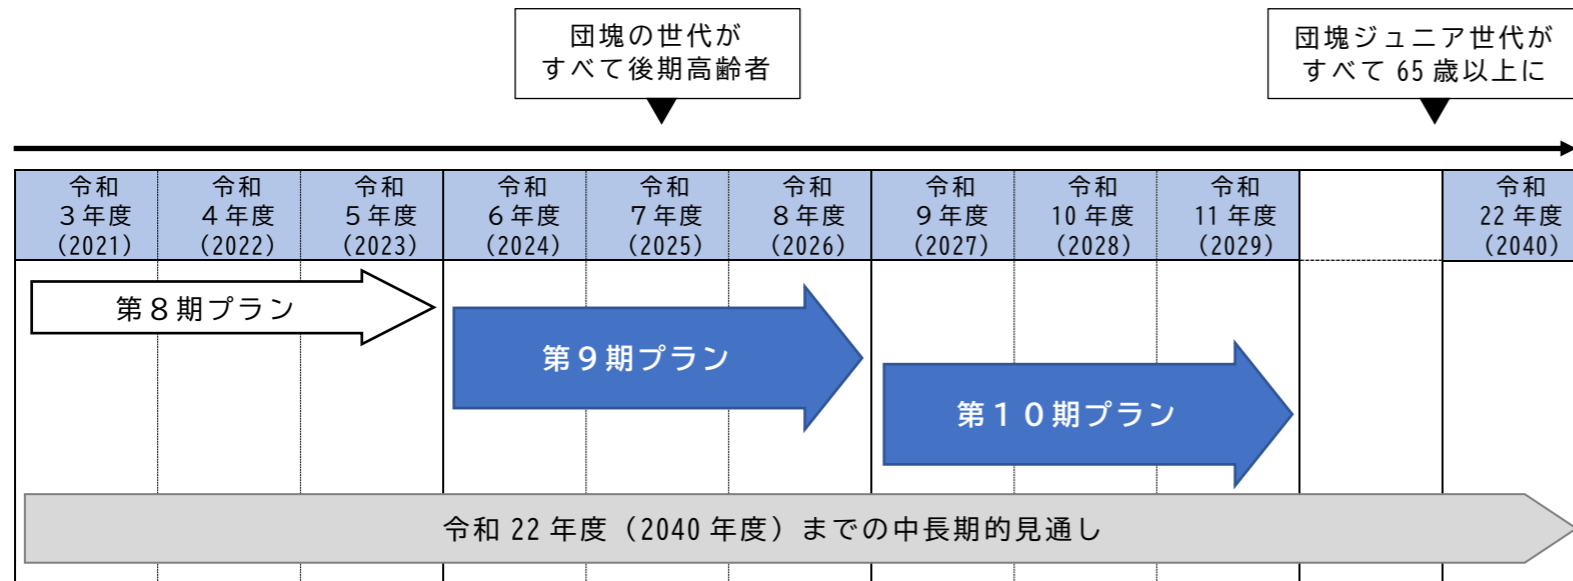 団塊の世代が
すべて後期高齢者
団塊ジュニア世代が
すべて 65 歳以上に
令和
３年度
(2021)
令和
４年度
(2022)
令和
５年度
(2023)
令和
６年度
(2024)
令和
７年度
(2025)
令和
８年度
(2026)
令和
９年度
(2027)
令和
10 年度
(2028)
令和
11 年度
(2029)
令和
22 年度
(2040)
第８期プラン
第９期プラン
第１０期プラン
令和 22 年度（2040 年度）までの中長期的見通し